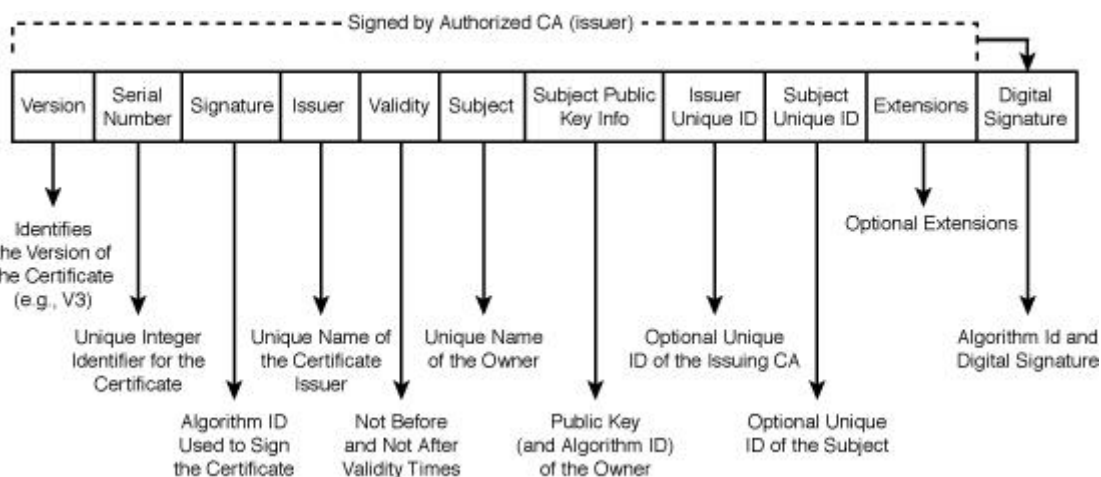 Signed by Authorized CA (issuer)
Version
Serial
Number
Signature
Issuer
Validity
Subject
Subject Public
Key Info
Issuer
Unique ID
Subject
Unique ID
Extensions
Digital
Signature
Identifies
the Version of
the Certificate
(e.g., V3)
Unique Integer
Identifier for the
Certificate
Algorithm ID
Used to Sign
the Certificate
Unique Name of
the Certificate
Issuer
Not Before
and Not After
Validity Times
Unique Name
of the Owner
Public Key
(and Algorithm ID)
of the Owner
Optional Unique
ID of the Issuing CA
Optional Unique
ID of the Subject
Optional Extensions
Algorithm Id and
Digital Signature